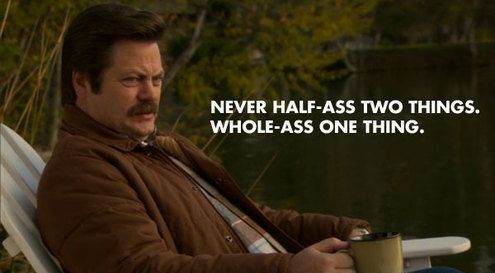 NEVER HALF-ASS TWO THINGS.
WHOLE-ASS ONE THING.